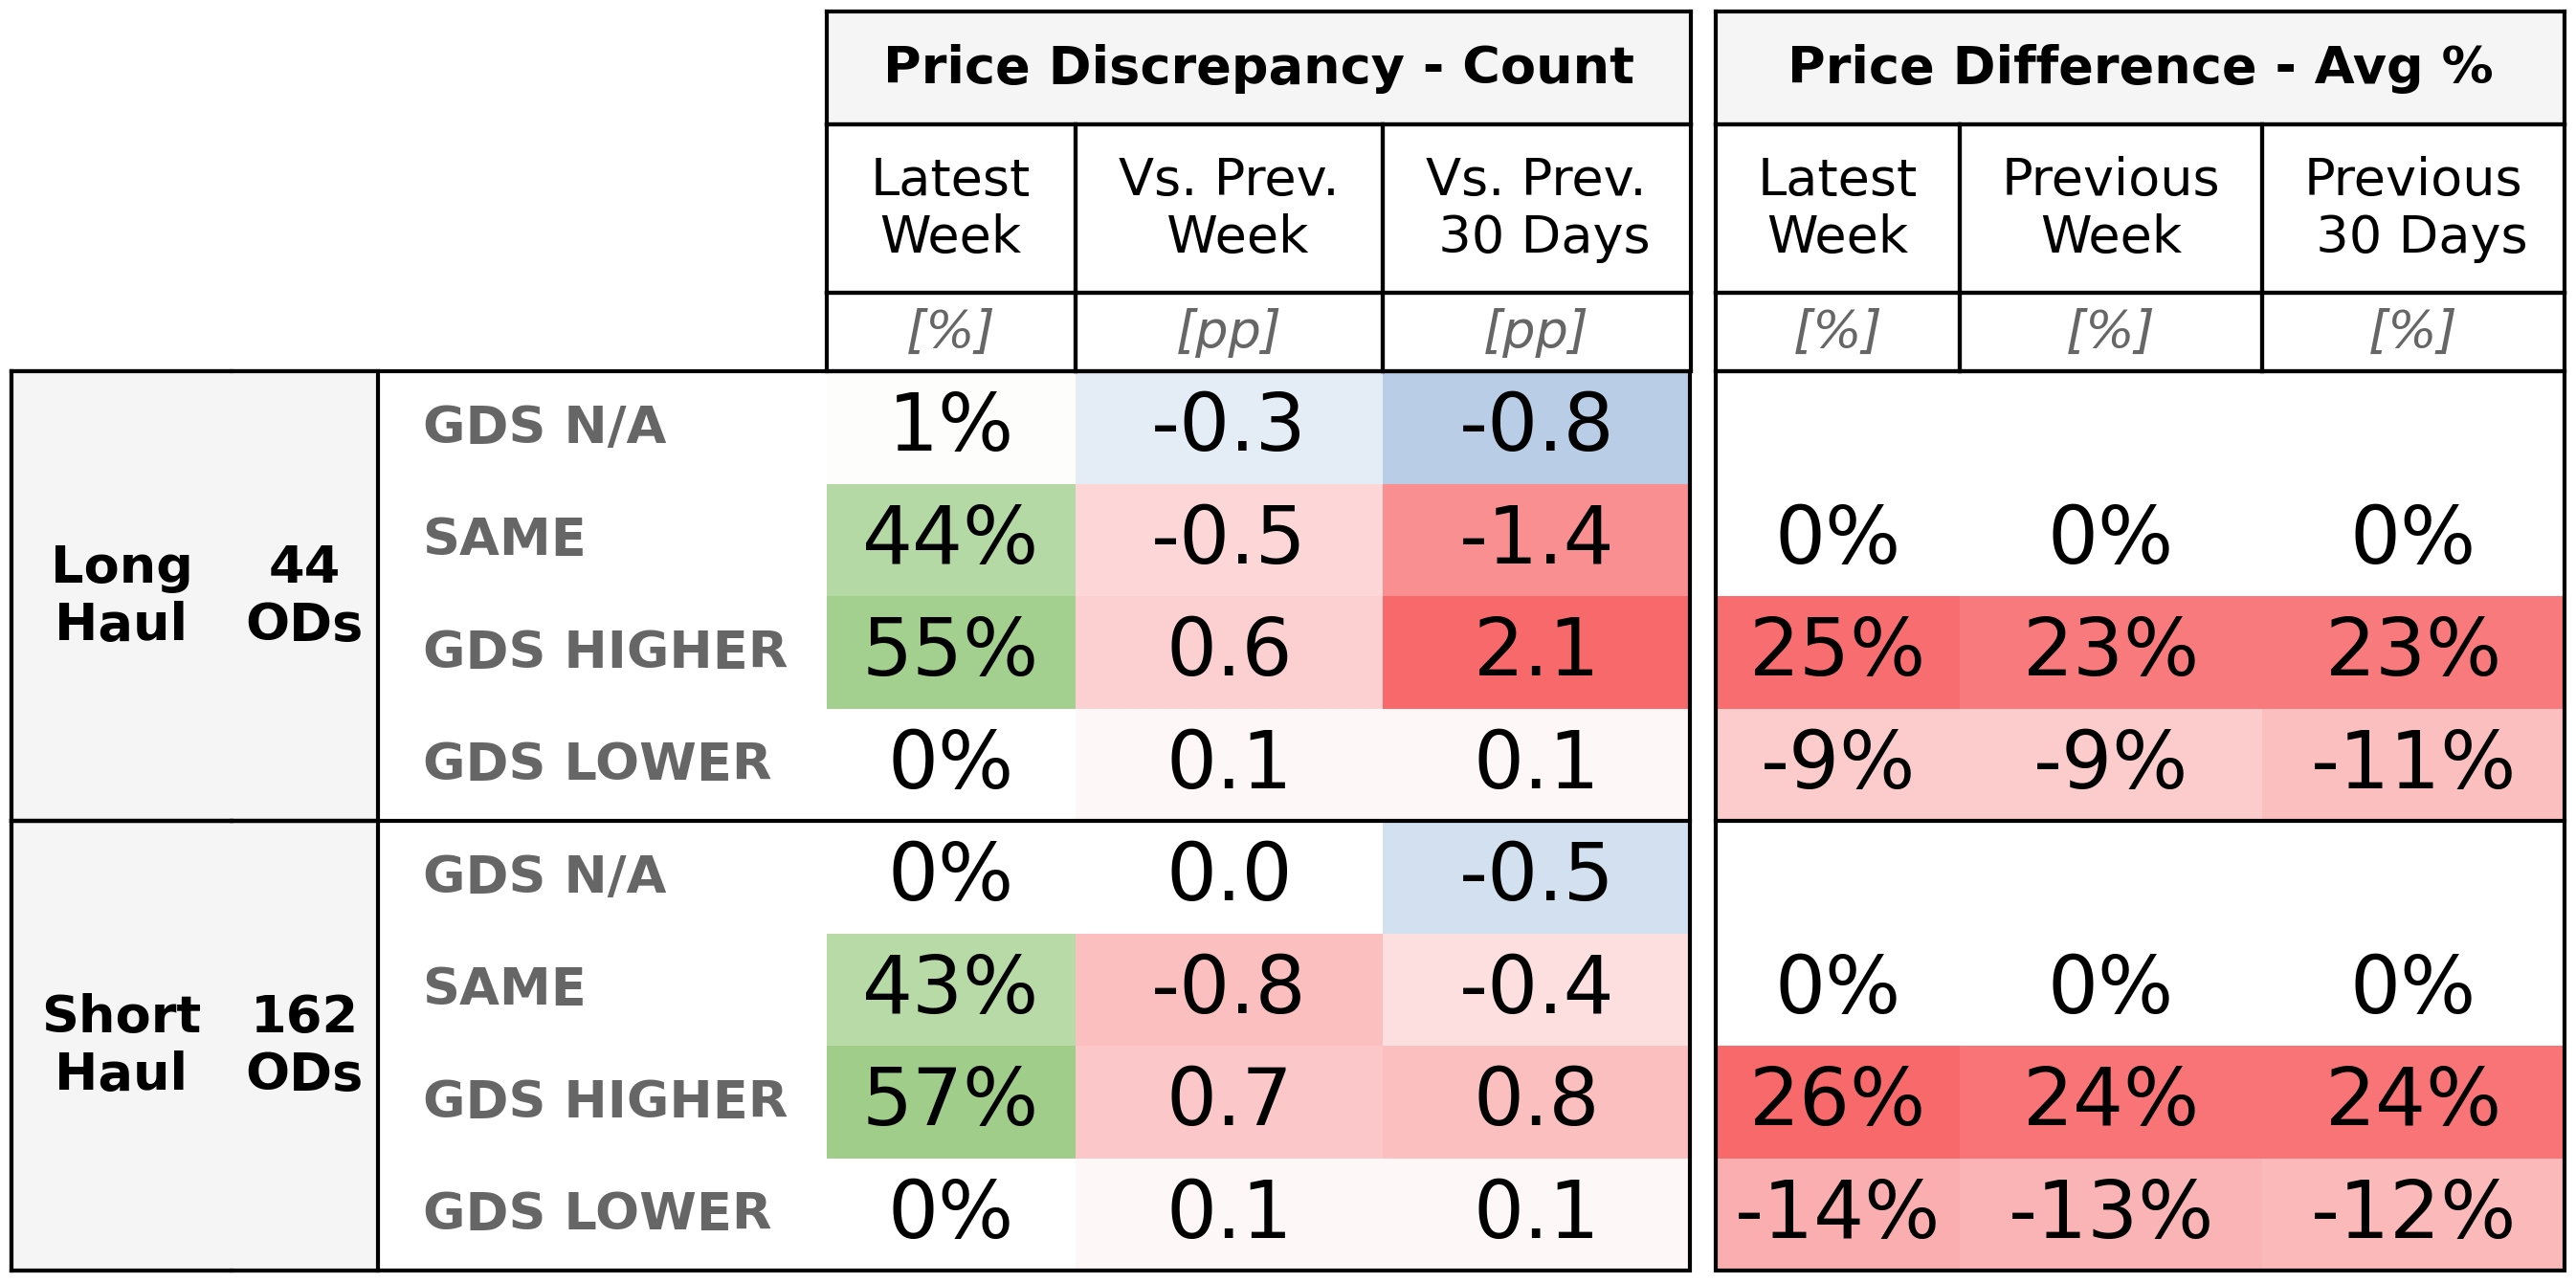 Price Discrepancy - Count Price Difference - Avg %
Latest Week Vs. Prev. Week Vs. Prev. 30 Days Latest Week Previous Week Previous 30 Days
[%] [pp] [pp] [%] [%] [%]
Long Haul 44 ODs
GDS N/A 1% -0.3 -0.8
SAME 44% -0.5 -1.4 0% 0% 0%
GDS HIGHER 55% 0.6 2.1 25% 23% 23%
GDS LOWER 0% 0.1 0.1 -9% -9% -11%
Short Haul 162 ODs
GDS N/A 0% 0.0 -0.5
SAME 43% -0.8 -0.4 0% 0% 0%
GDS HIGHER 57% 0.7 0.8 26% 24% 24%
GDS LOWER 0% 0.1 0.1 -14% -13% -12%